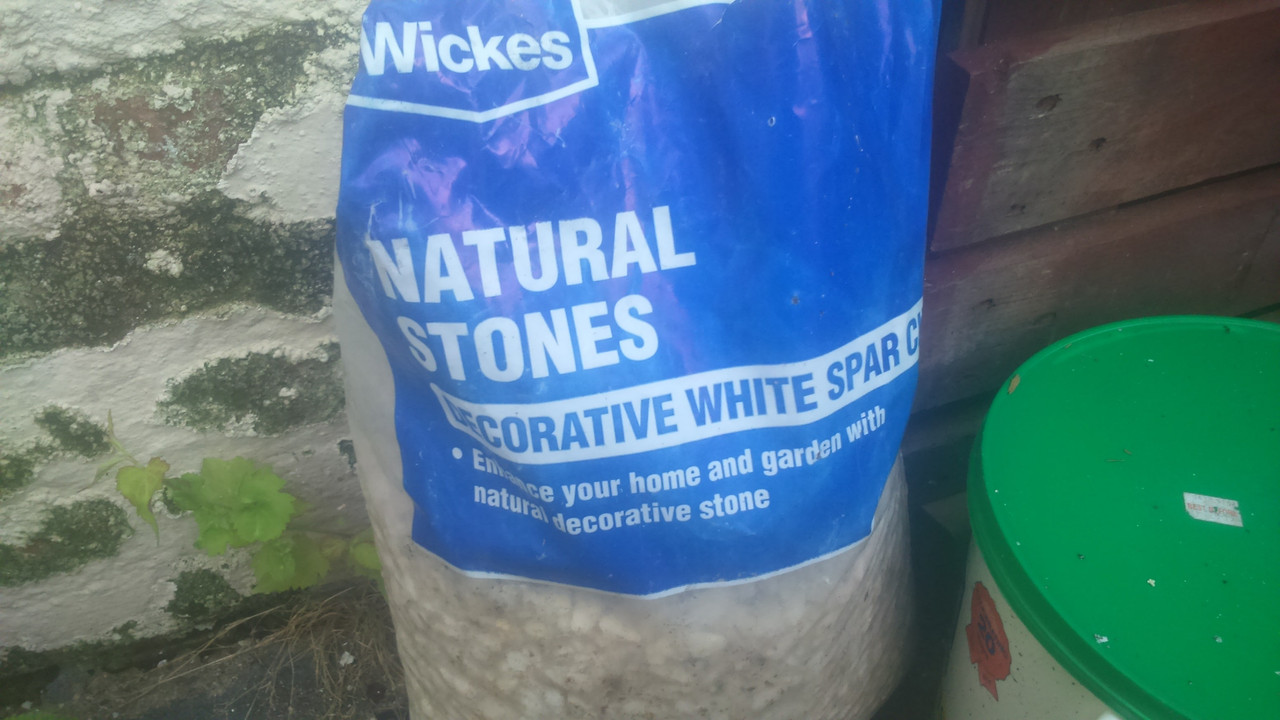 Wickes
NATURAL
STONES
DECORATIVE WHITE SPAR
• Enhance your home and garden with
natural decorative stone